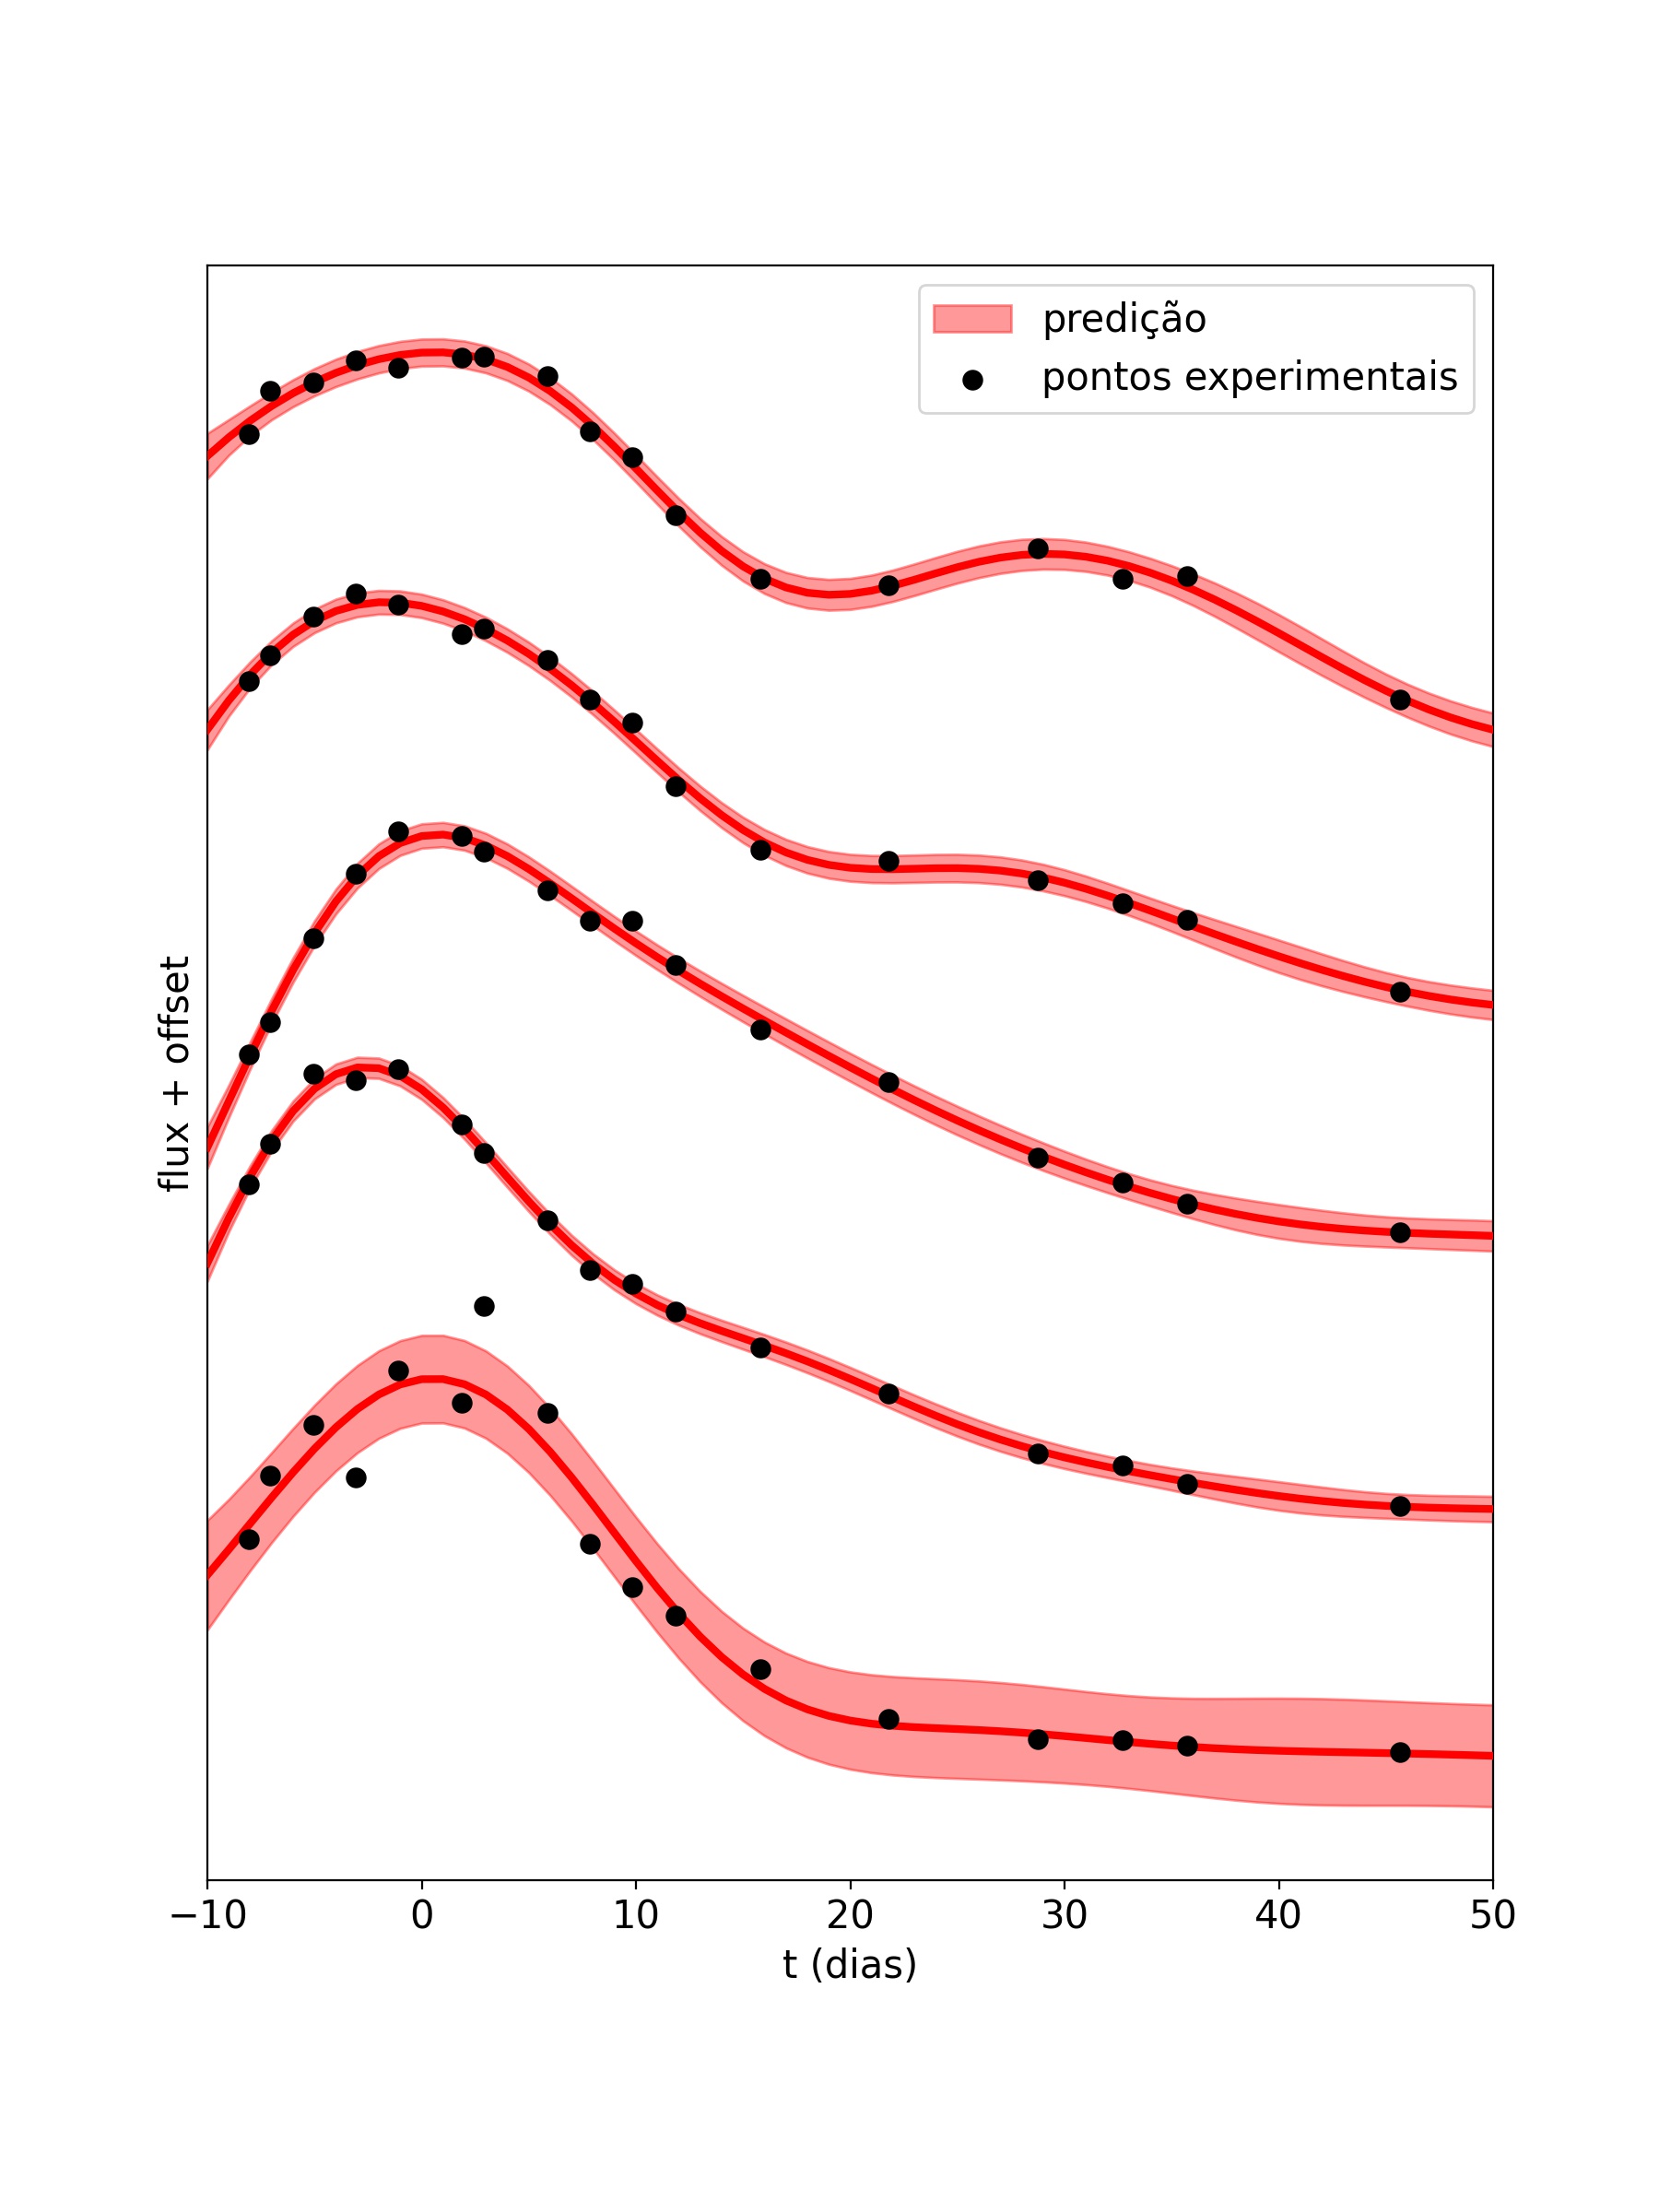 predição
pontos experimentais
flux + offset
−10 0 10 20 30 40 50
t (dias)